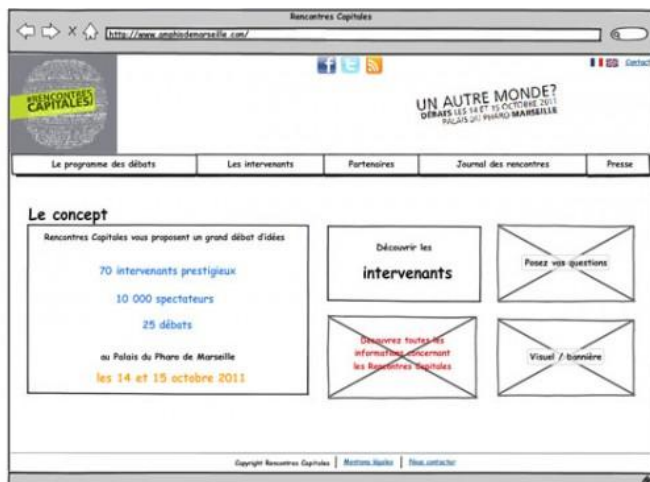 Rencontres Capitales
http://www.amphisdemarseille.com/
Contact
#RENCONTRES
CAPITALES/
UN AUTRE MONDE?
DÉBATS LES 14 ET 15 OCTOBRE 2011
PALAIS DU PHARO MARSEILLE
Le programme des débats
Les intervenants
Partenaires
Journal des rencontres
Presse
Le concept
Rencontres Capitales vous proposent un grand débat d'idées
70 intervenants prestigieux
10 000 spectateurs
25 débats
au Palais du Pharo de Marseille
les 14 et 15 octobre 2011
Découvrir les
intervenants
Posez vos questions
Découvrez toutes les
informations concernant
les Rencontres Capitales
Visuel / bannière
Copyright Rencontres Capitales
Mentions légales
Nous contacter